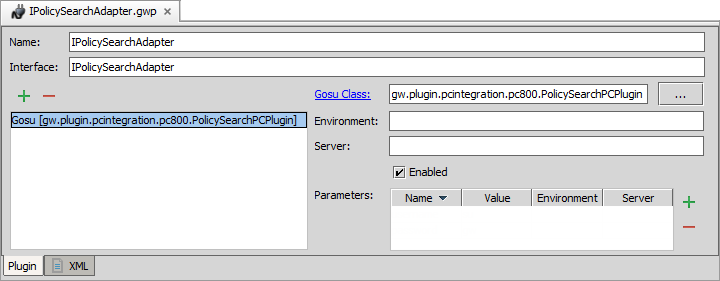 IPolicySearchAdapter.gwp
Name: IPolicySearchAdapter
Interface: IPolicySearchAdapter
Gosu Class: gw.plugin.pcintegration.pc800.PolicySearchPCPlugin ...
Gosu [gw.plugin.pcintegration.pc800.PolicySearchPCPlugin]
Environment:
Server:
Enabled
Parameters: Name Value Environment Server
Plugin XML